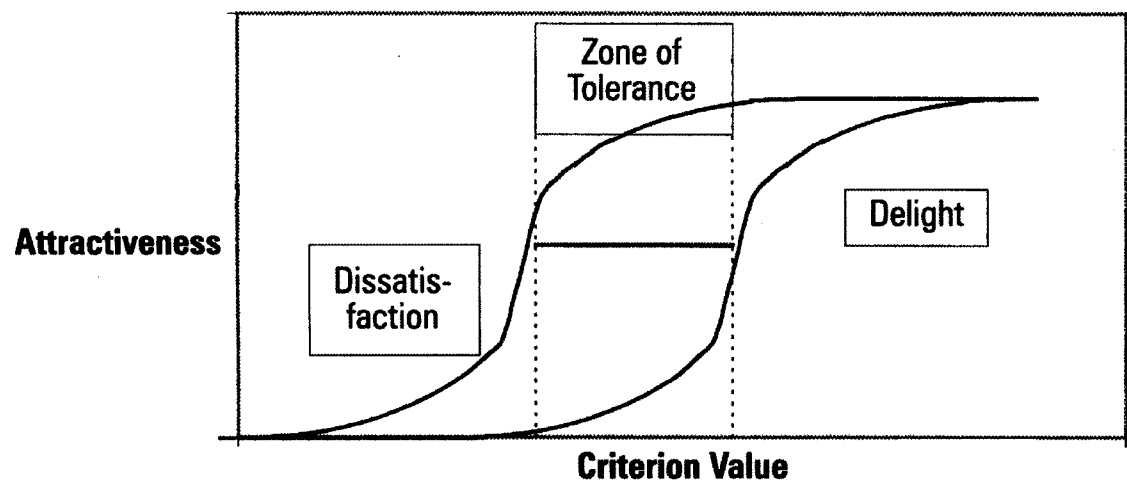 Zone of
Tolerance
Delight
Attractiveness
Dissatis-
faction
Criterion Value